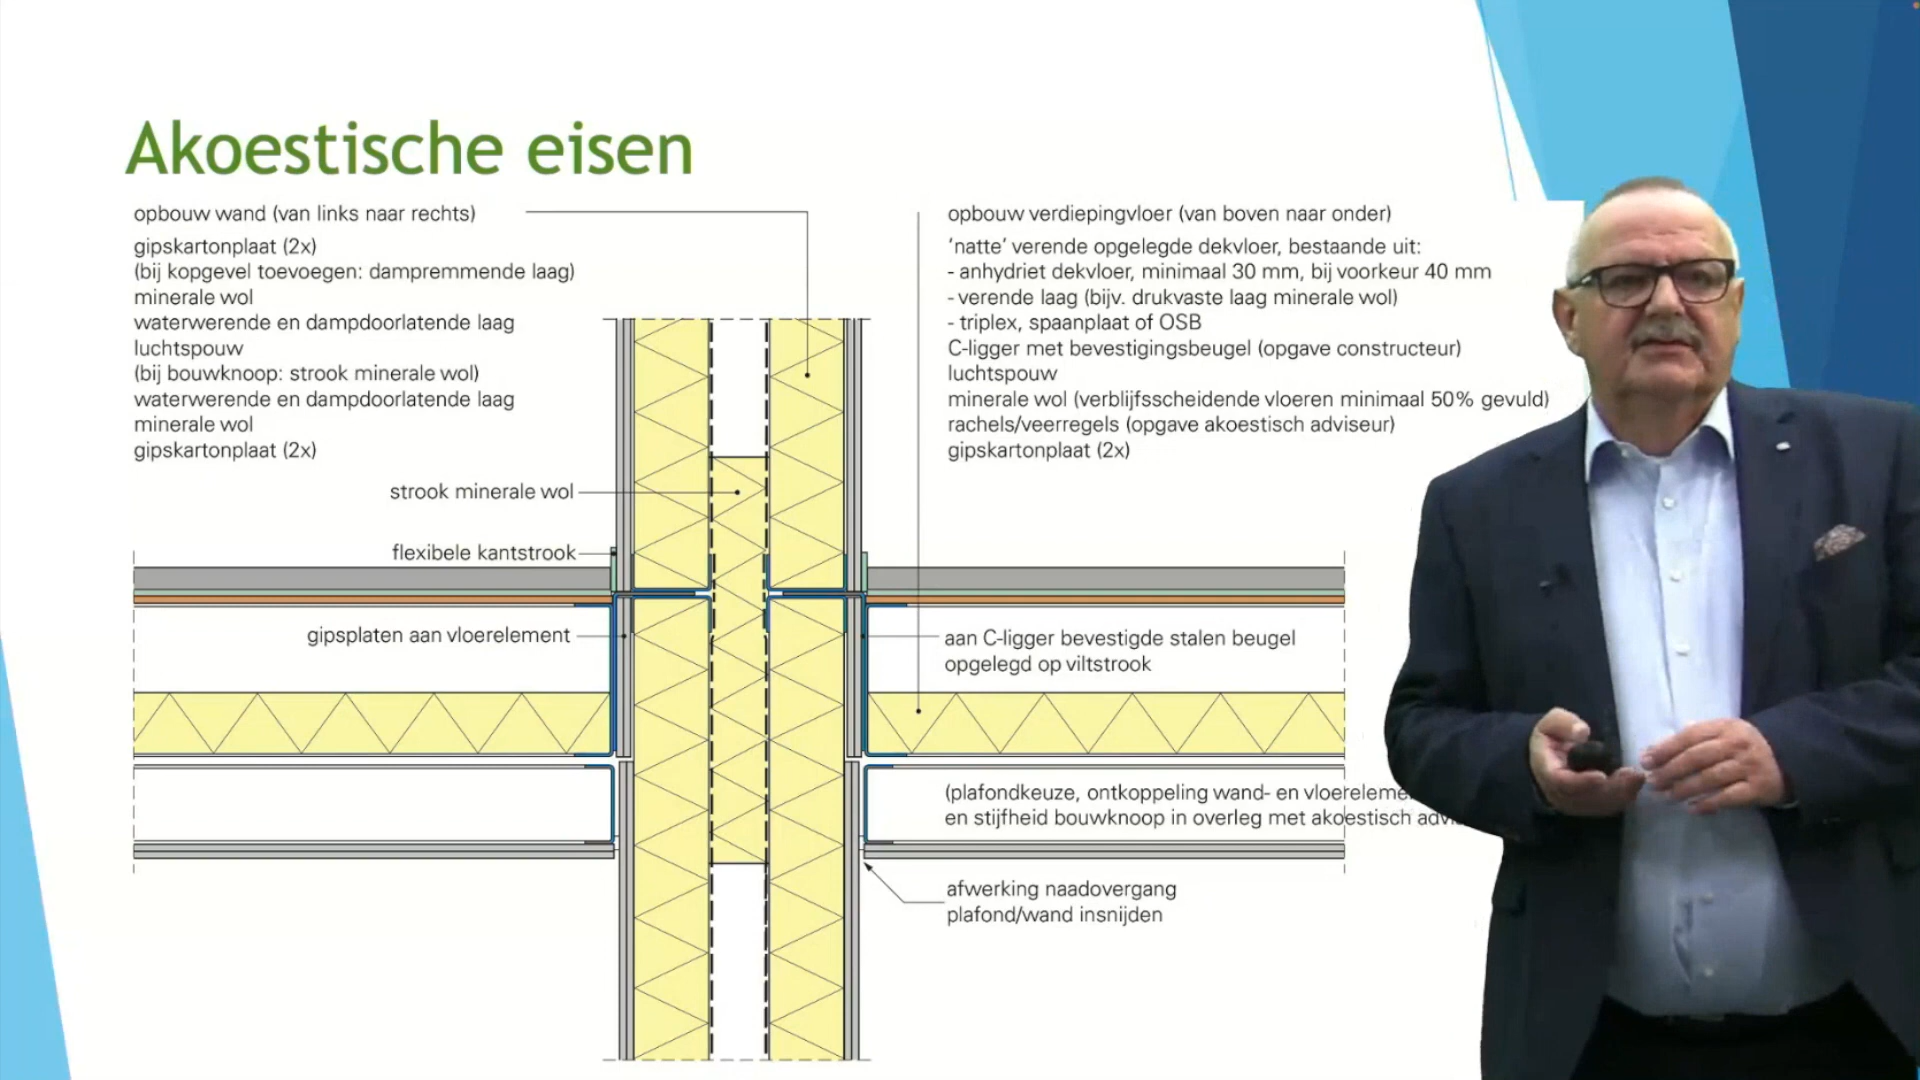 Akoestische eisen
opbouw wand (van links naar rechts)
gipskartonplaat (2x)
(bij kopgevel toevoegen: dampremmende laag)
minerale wol
waterwerende en dampdoorlatende laag
luchtspouw
(bij bouwknoop: strook minerale wol)
waterwerende en dampdoorlatende laag
minerale wol
gipskartonplaat (2x)
strook minerale wol
flexibele kantstrook
gipsplaten aan vloerelement
opbouw verdiepingvloer (van boven naar onder)
‘natte’ verende opgelegde dekvloer, bestaande uit:
- anhydriet dekvloer, minimaal 30 mm, bij voorkeur 40 mm
- verende laag (bijv. drukvaste laag minerale wol)
- triplex, spaanplaat of OSB
C-ligger met bevestigingsbeugel (opgave constructeur)
luchtspouw
minerale wol (verblijfsscheidende vloeren minimaal 50% gevuld)
rachels/veerregels (opgave akoestisch adviseur)
gipskartonplaat (2x)
aan C-ligger bevestigde stalen beugel
opgelegd op viltstrook
(plafondkeuze, ontkoppeling wand- en
en stijfheid bouwknoop in overleg met akoestisch
afwerking naadovergang
plafond/wand insnijden